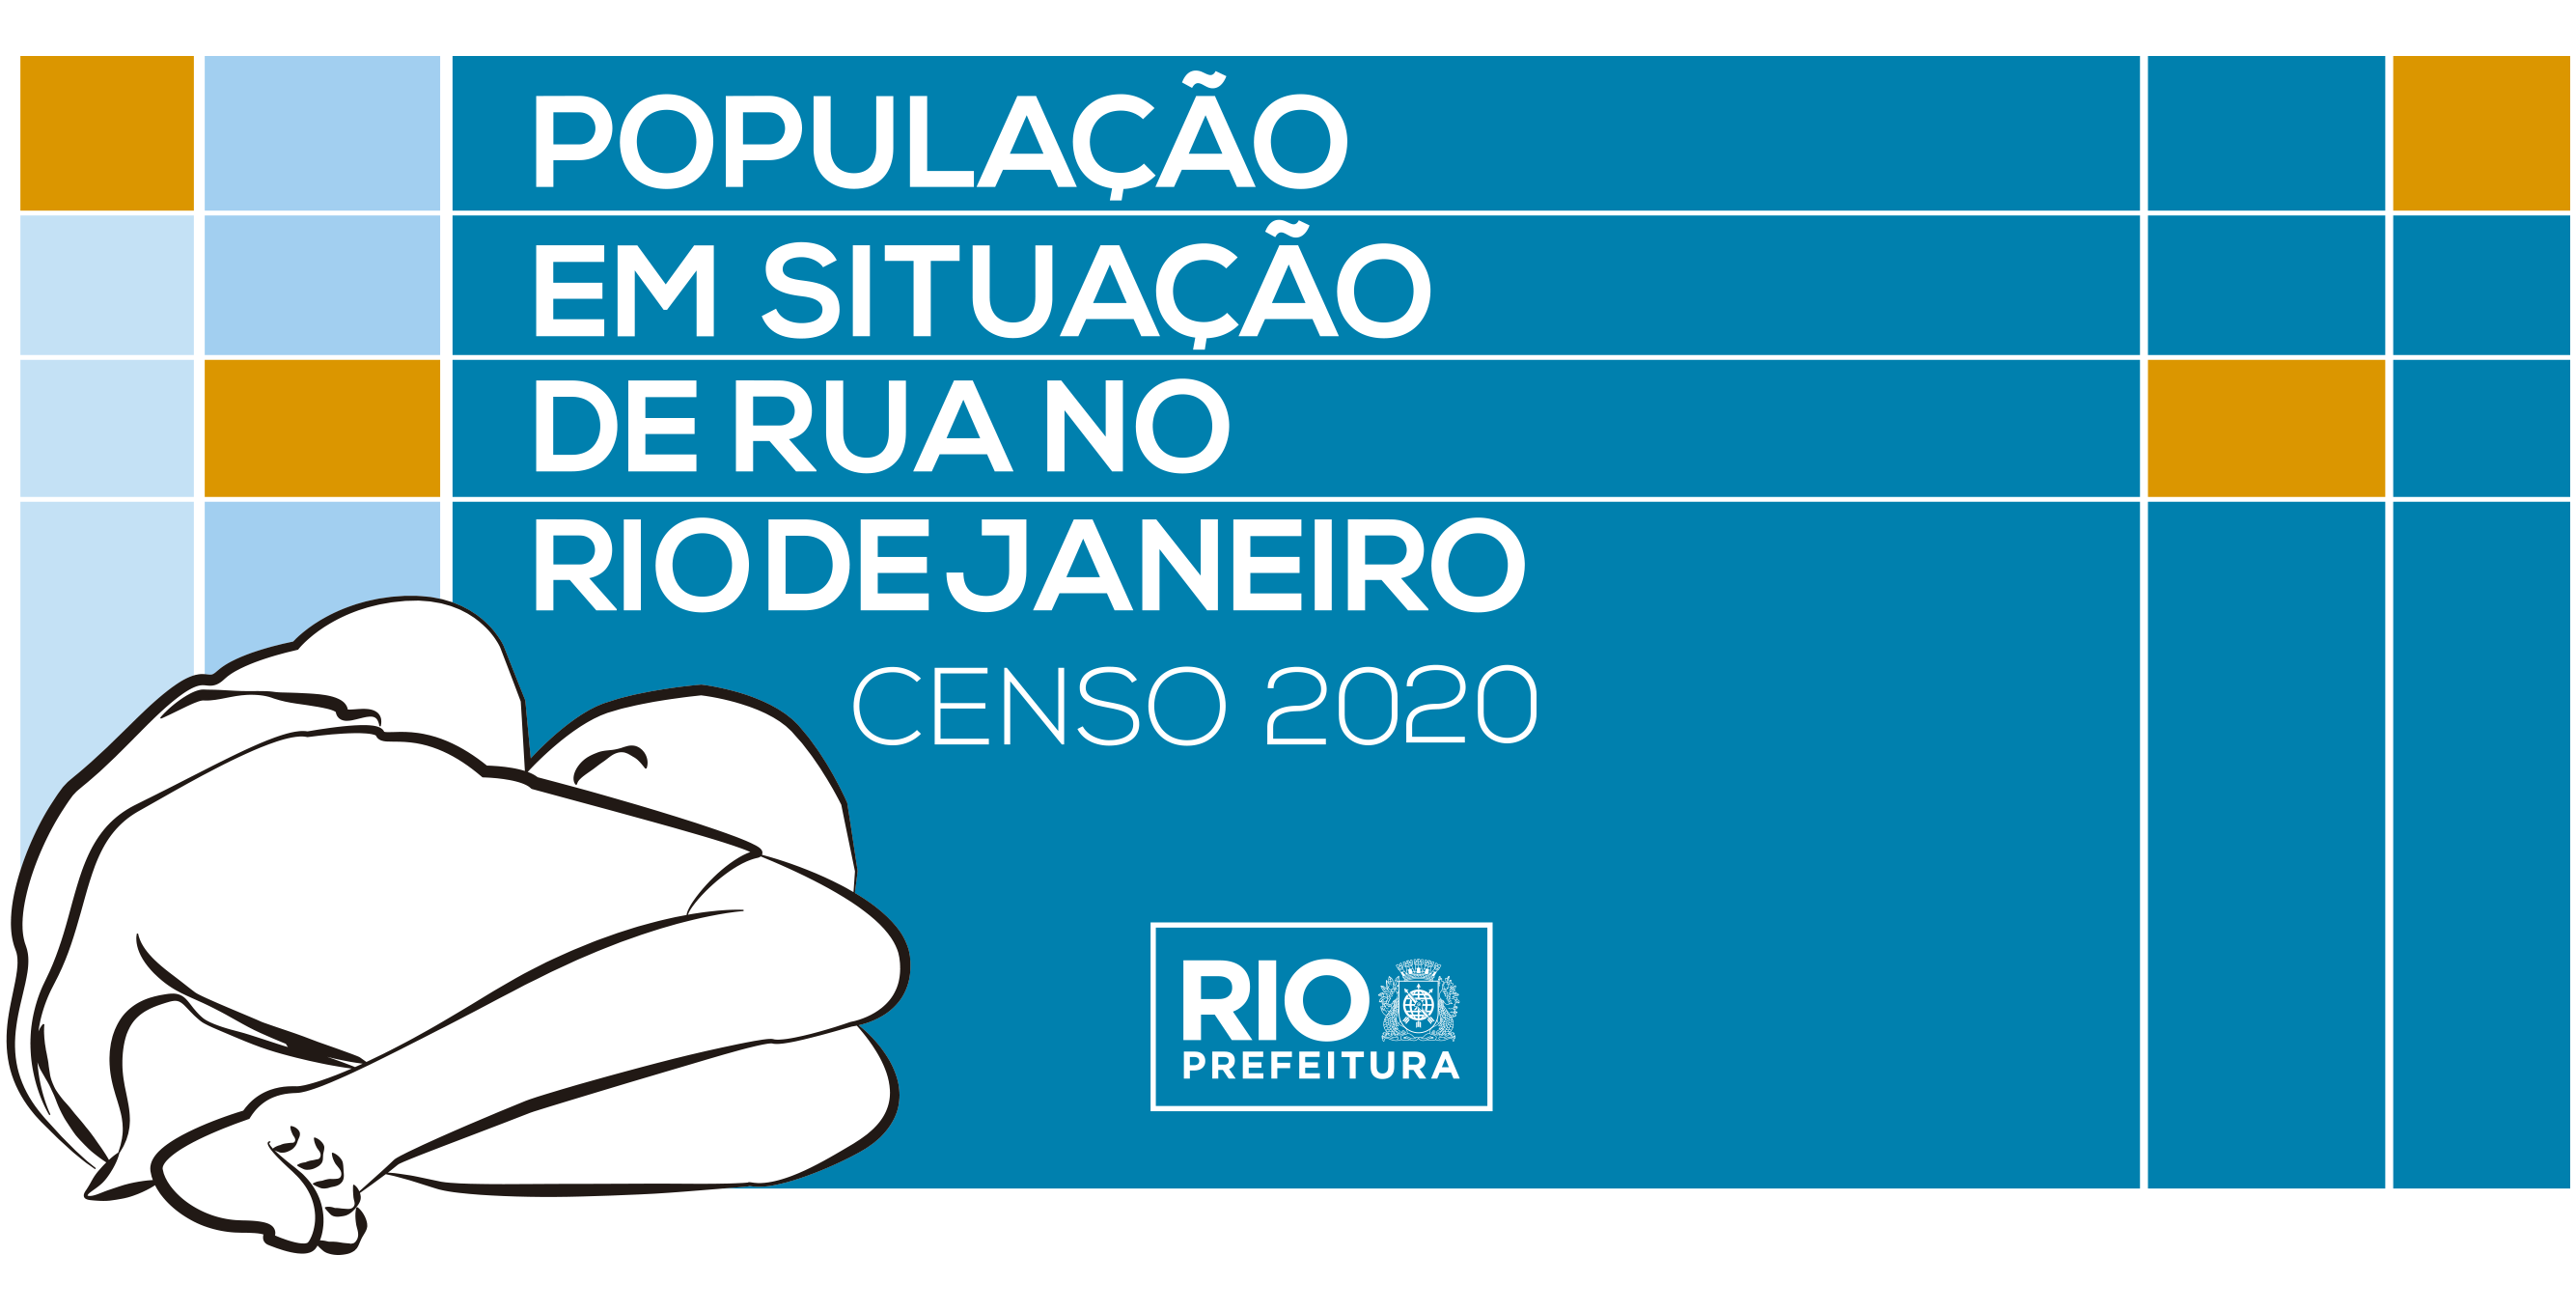 POPULAÇÃO
EM SITUAÇÃO
DE RUA NO
RIO DE JANEIRO
CENSO 2020
RIO
PREFEITURA